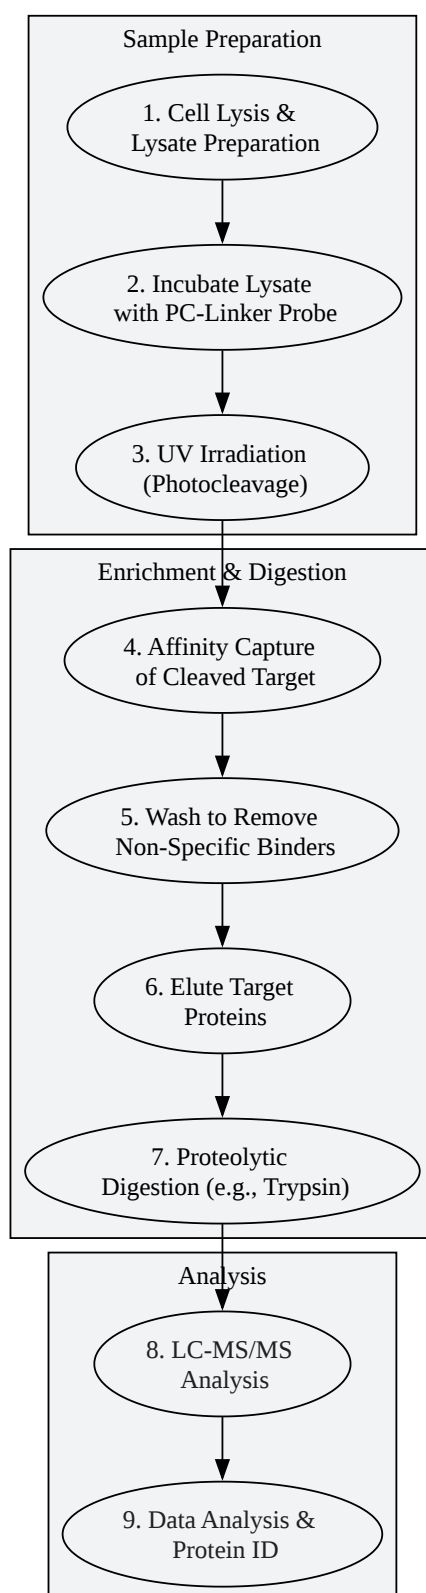 Sample Preparation
1. Cell Lysis &
Lysate Preparation
2. Incubate Lysate
with PC-Linker Probe
3. UV Irradiation
(Photocleavage)
Enrichment & Digestion
4. Affinity Capture
of Cleaved Target
5. Wash to Remove
Non-Specific Binders
6. Elute Target
Proteins
7. Proteolytic
Digestion (e.g., Trypsin)
Analysis
8. LC-MS/MS
Analysis
9. Data Analysis &
Protein ID